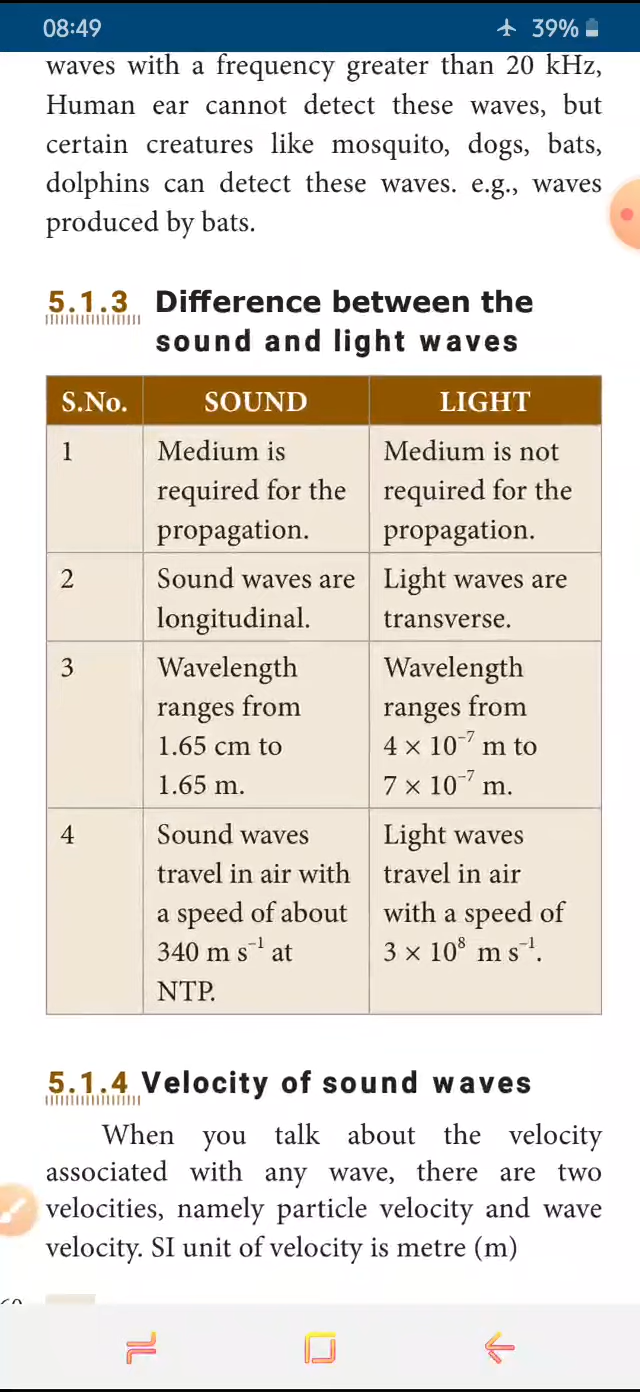 08:49
39%
waves with a frequency greater than 20 kHz,
Human ear cannot detect these waves, but
certain creatures like mosquito, dogs, bats,
dolphins can detect these waves. e.g., waves
produced by bats.
5.1.3 Difference between the
sound and light waves
S.No. SOUND LIGHT
1 Medium is Medium is not
required for the required for the
propagation. propagation.
2 Sound waves are Light waves are
longitudinal. transverse.
3 Wavelength Wavelength
ranges from ranges from
1.65 cm to 4 × 10⁻⁷ m to
1.65 m. 7 × 10⁻⁷ m.
4 Sound waves Light waves
travel in air with travel in air
a speed of about with a speed of
340 m s⁻¹ at 3 × 10⁸ m s⁻¹.
NTP.
5.1.4 Velocity of sound waves
When you talk about the velocity
associated with any wave, there are two
velocities, namely particle velocity and wave
velocity. SI unit of velocity is metre (m)